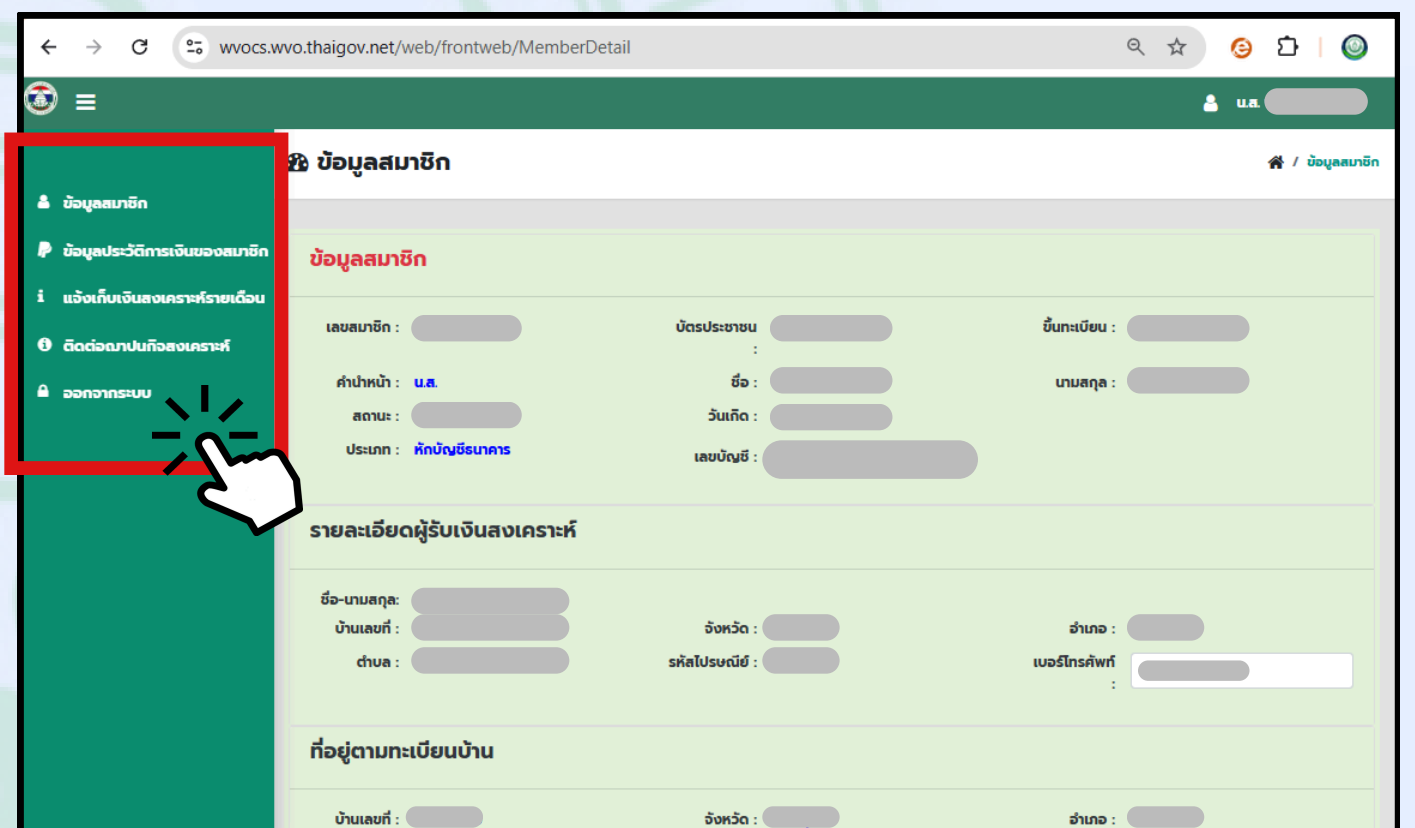 wvocs.wvo.thaigov.net/web/frontweb/MemberDetail
น.ส.
ข้อมูลสมาชิก
/ ข้อมูลสมาชิก
ข้อมูลสมาชิก
ข้อมูลประวัติการเงินของสมาชิก
แจ้งเก็บเงินสงเคราะห์รายเดือน
ติดต่อฌาปนกิจสงเคราะห์
ออกจากระบบ
ข้อมูลสมาชิก
เลขสมาชิก : บัตรประชาชน : ขึ้นทะเบียน :
คำนำหน้า : น.ส. ชื่อ : นามสกุล :
สถานะ : วันเกิด :
ประเภท : หักบัญชีธนาคาร เลขบัญชี :
รายละเอียดผู้รับเงินสงเคราะห์
ชื่อ-นามสกุล:
บ้านเลขที่ : จังหวัด : อำเภอ :
ตำบล : รหัสไปรษณีย์ : เบอร์โทรศัพท์ :
ที่อยู่ตามทะเบียนบ้าน
บ้านเลขที่ : จังหวัด : อำเภอ :